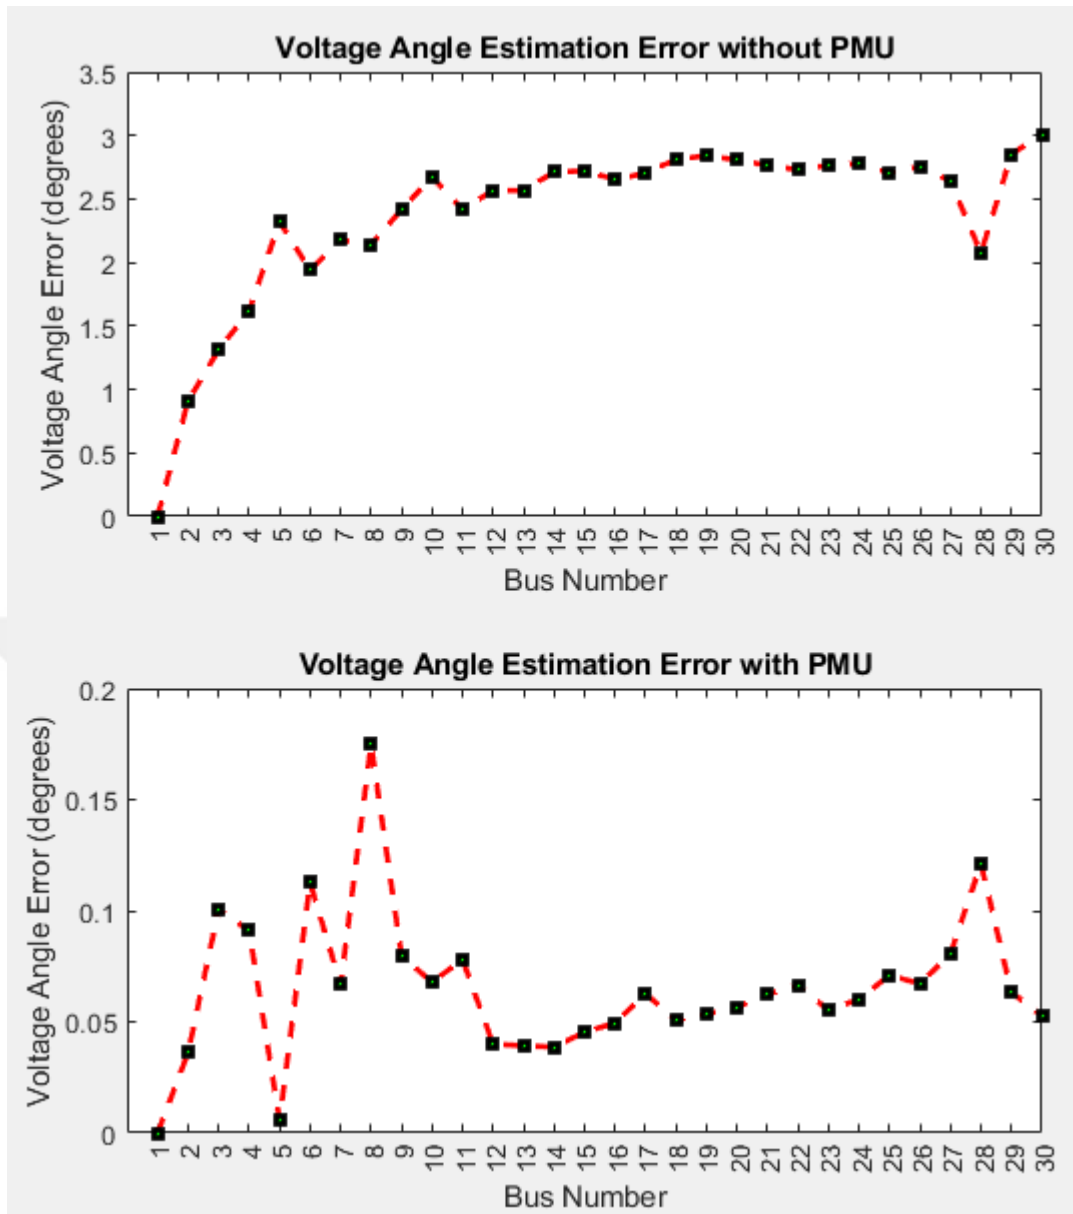 Voltage Angle Estimation Error without PMU
Voltage Angle Error (degrees)
3.5
3
2.5
2
1.5
1
0.5
0
1 2 3 4 5 6 7 8 9 10 11 12 13 14 15 16 17 18 19 20 21 22 23 24 25 26 27 28 29 30
Bus Number
Voltage Angle Estimation Error with PMU
Voltage Angle Error (degrees)
0.2
0.15
0.1
0.05
0
1 2 3 4 5 6 7 8 9 10 11 12 13 14 15 16 17 18 19 20 21 22 23 24 25 26 27 28 29 30
Bus Number